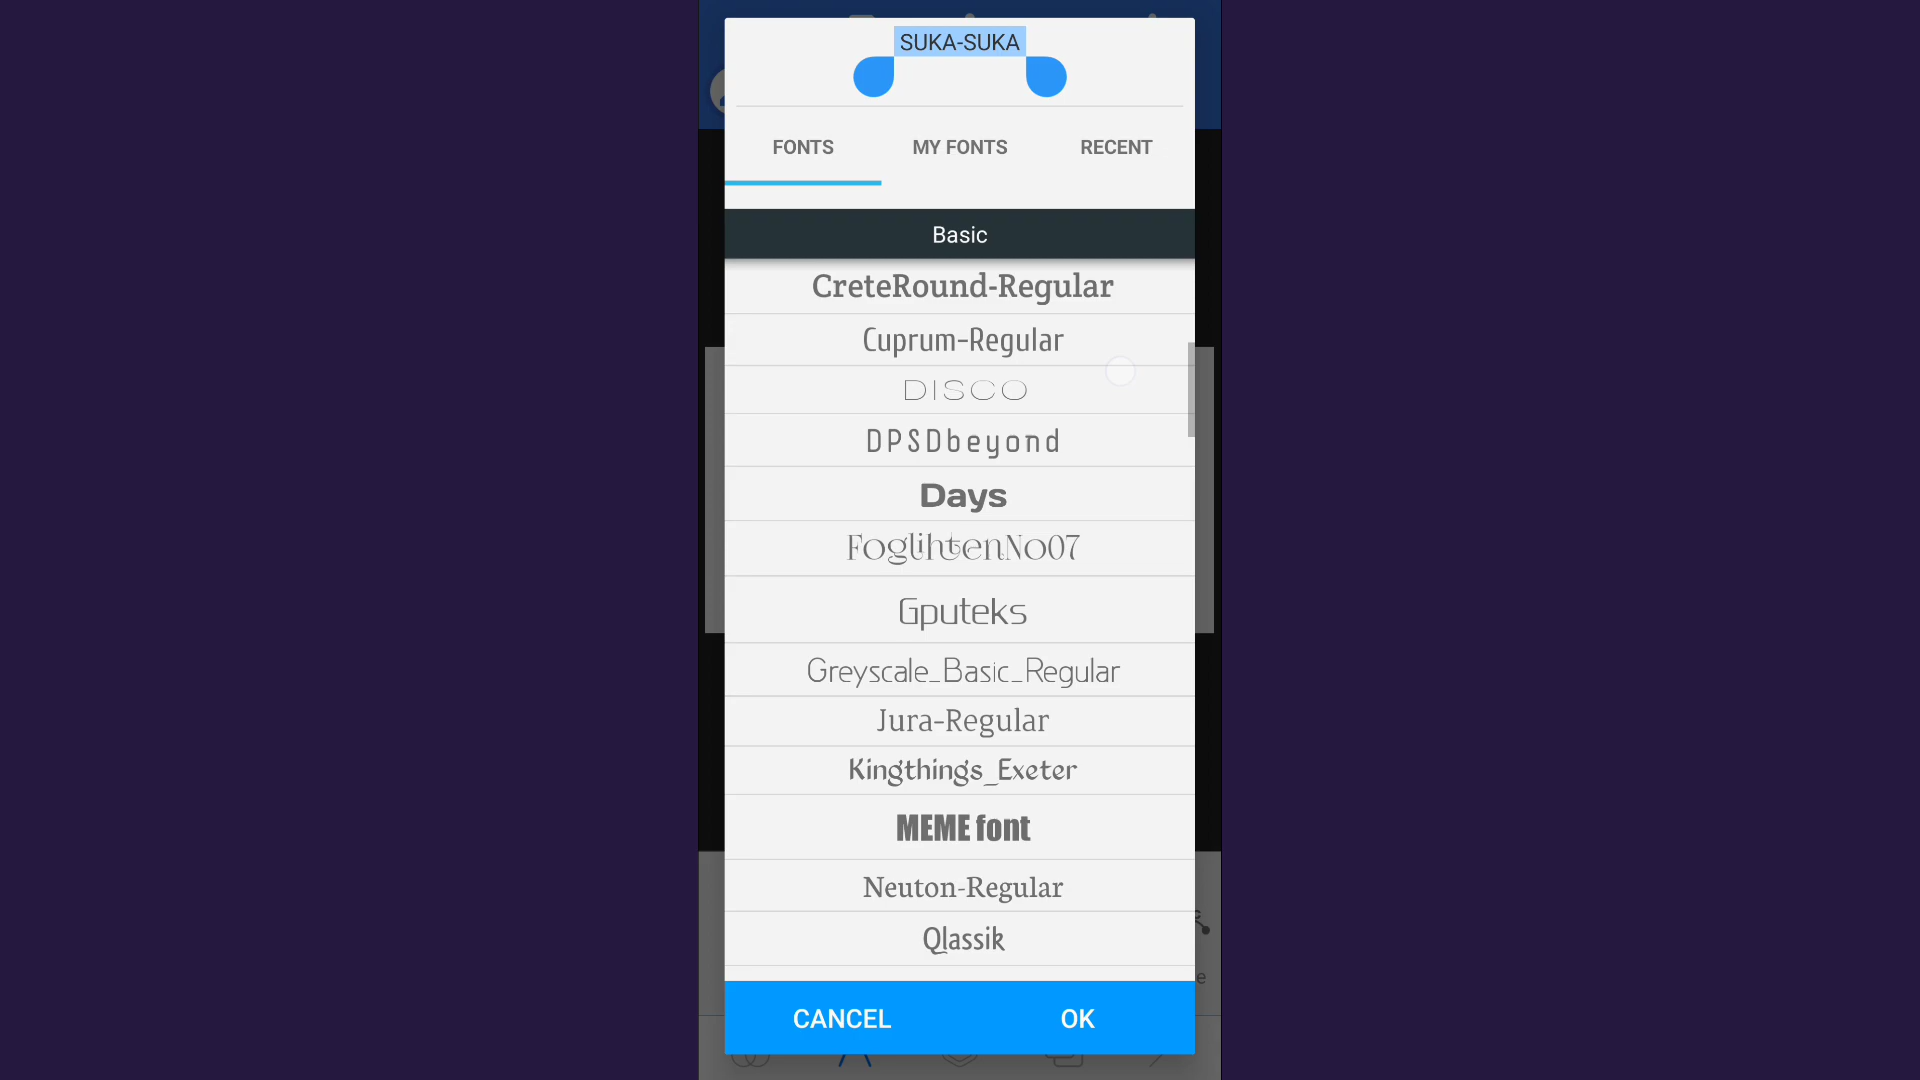 SUKA-SUKA
FONTS MY FONTS RECENT
Basic
CreteRound-Regular
Cuprum-Regular
DISCO
DPSDbeyond
Days
FoglihtenNo07
Gputeks
Greyscale_Basic_Regular
Jura-Regular
Kingthings_Exeter
MEME font
Neuton-Regular
Qlassik
CANCEL OK